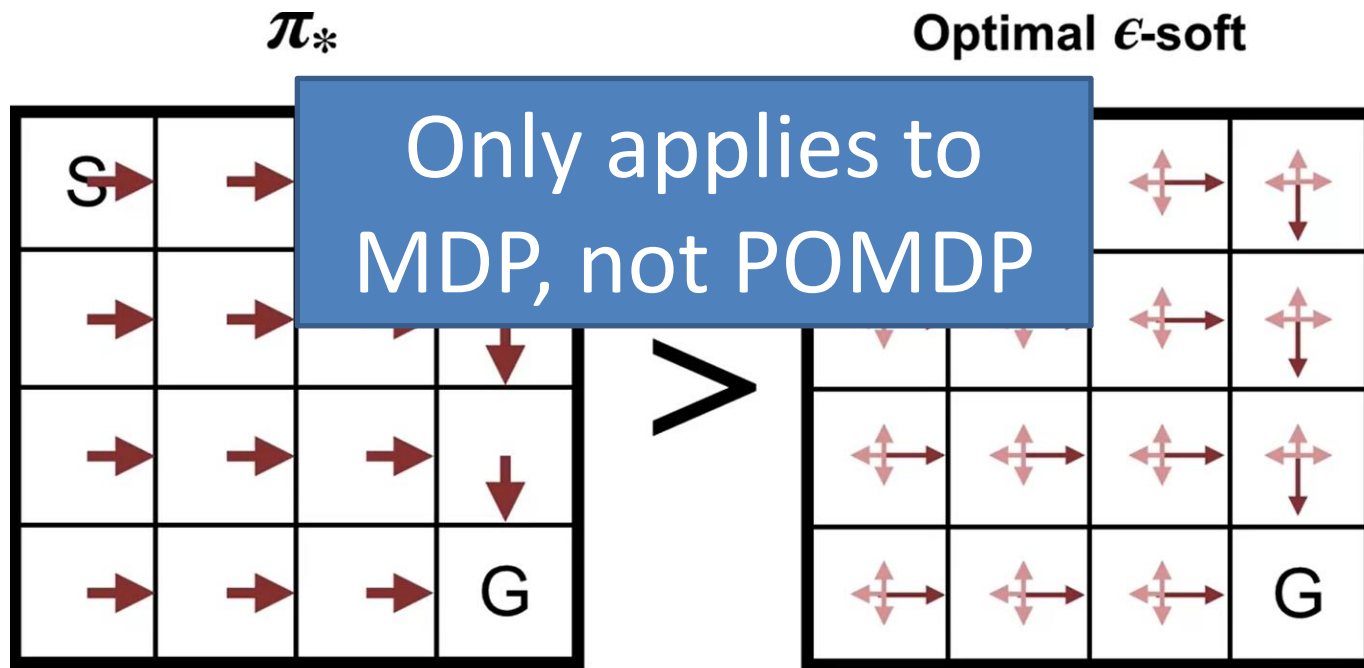 π* Optimal ϵ-soft
Only applies to
MDP, not POMDP
S
>
G G